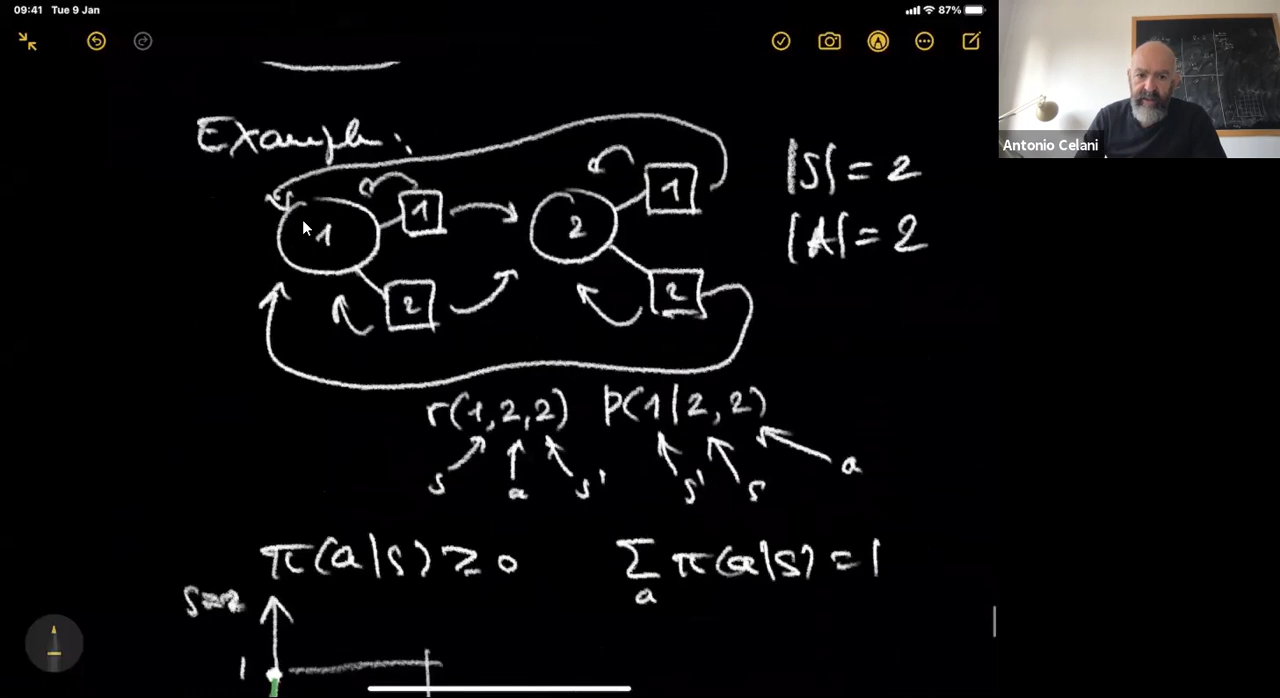 09:41 Tue 9 Jan
87%
Antonio Celani
Example:
1 1 2 1
2 2
|S| = 2
|A| = 2
r(1,2,2) p(1|2,2)
s a s' s' s a
π(a|s) ≥ 0 ∑ π(a|s) = 1
a
s=2
1